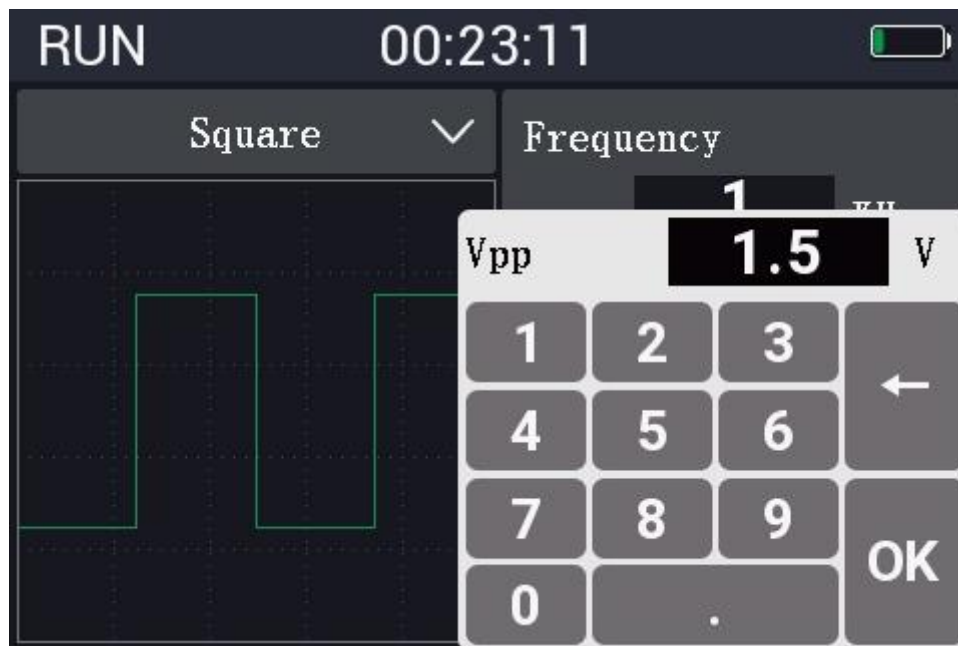 RUN 00:23:11
Square
Frequency
1
Vpp 1.5 V
1 2 3
←
4 5 6
7 8 9
OK
0 .